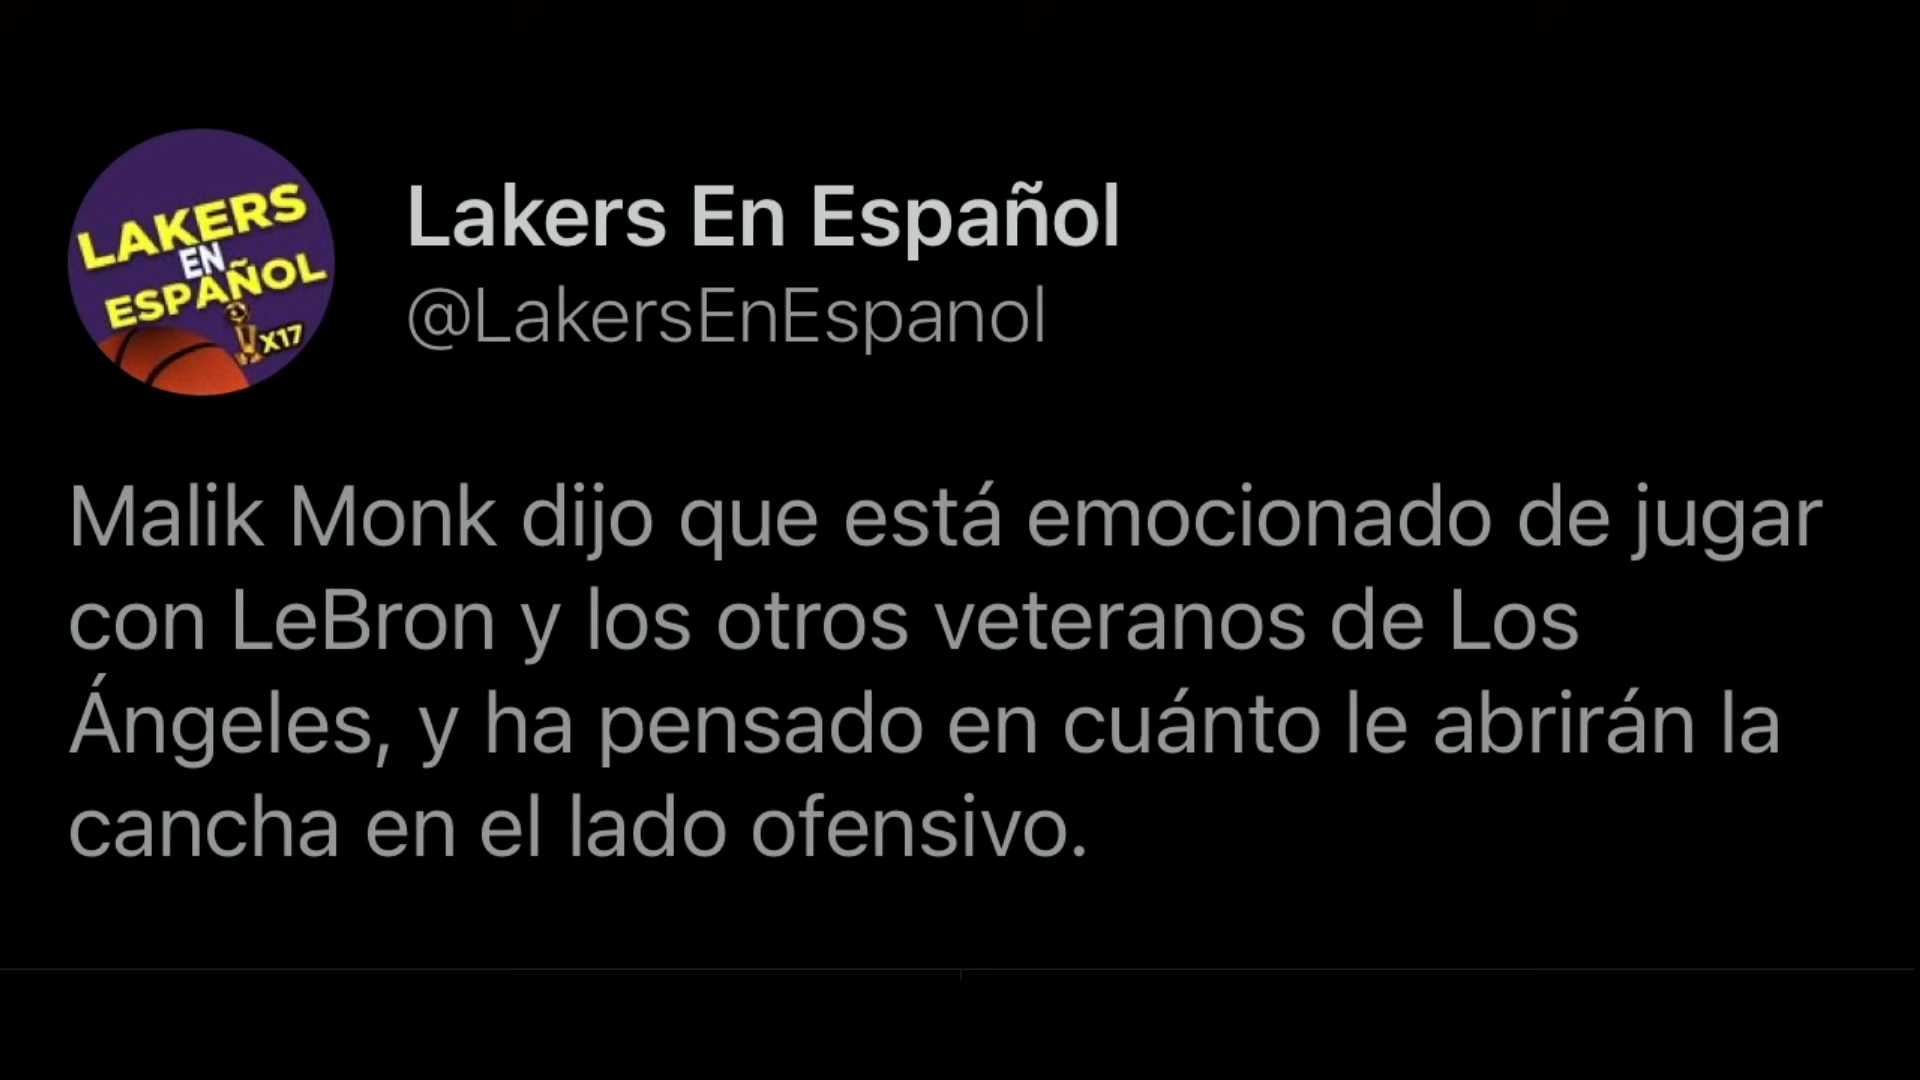 LAKERS
EN
ESPAÑOL
X17
Lakers En Español
@LakersEnEspanol
Malik Monk dijo que está emocionado de jugar
con LeBron y los otros veteranos de Los
Ángeles, y ha pensado en cuánto le abrirán la
cancha en el lado ofensivo.